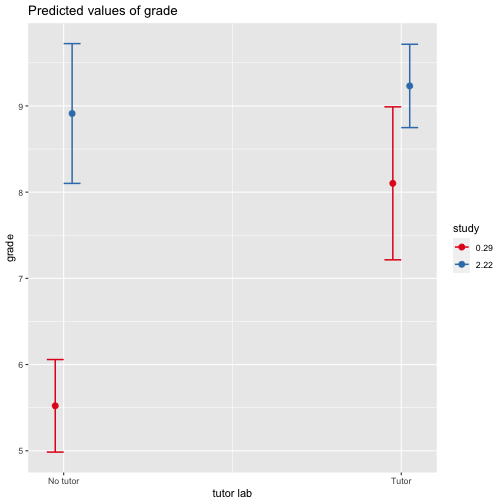 Predicted values of grade
grade
9
8
7
6
5
No tutor
Tutor
tutor lab
study
0.29
2.22